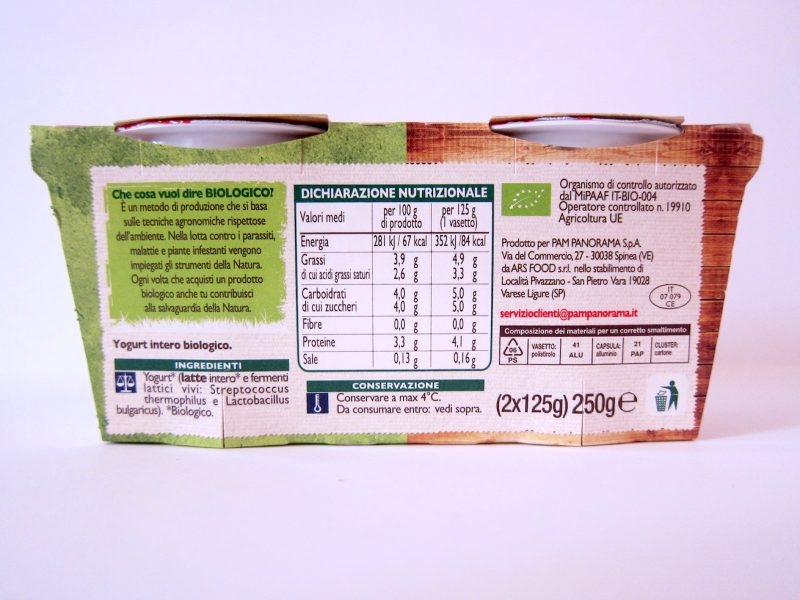 Che cosa vuol dire BIOLOGICO?
È un metodo di produzione che si basa
sulle tecniche agronomiche rispettose
dell'ambiente. Nella lotta contro i parassiti,
malattie e piante infestanti vengono
impiegati gli strumenti della Natura.
Ogni volta che acquisti un prodotto
biologico anche tu contribuisci
alla salvaguardia della Natura.
Yogurt intero biologico.
INGREDIENTI
Yogurt* (latte intero* e fermenti
lattici vivi: Streptococcus
thermophilus e Lactobacillus
bulgaricus). *Biologico.
DICHIARAZIONE NUTRIZIONALE
Valori medi per 100 g di prodotto per 125 g (1 vasetto)
Energia 281 kJ / 67 kcal 352 kJ /84 kcal
Grassi 3,9 g 4,9 g
di cui acidi grassi saturi 2,6 g 3,3 g
Carboidrati 4,0 g 5,0 g
di cui zuccheri 4,0 g 5,0 g
Fibre 0,0 g 0,0 g
Proteine 3,3 g 4,1 g
Sale 0,13 g 0,16 g
CONSERVAZIONE
Conservare a max 4°C.
Da consumare entro: vedi sopra.
Organismo di controllo autorizzato
dal MiPAAF IT-BIO-004
Operatore controllato n. 19910
Agricoltura UE
Prodotto per PAM PANORAMA S.p.A.
Via del Commercio, 27 - 30038 Spinea (VE)
da ARS FOOD s.r.l. nello stabilimento di
Località Pivazzano - San Pietro Vara 19028
Varese Ligure (SP)
IT
07 079
CE
servizioclienti@pampanorama.it
Composizione dei materiali per un corretto smaltimento
06 PS VASETTO: polistirolo 41 ALU CAPSULA: alluminio 21 PAP CLUSTER: cartone
(2x125g) 250g e